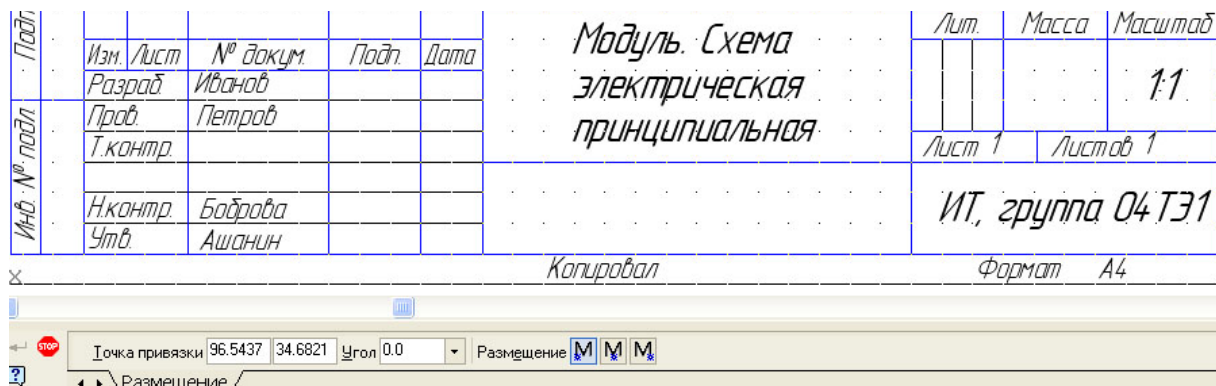 Подп
Инв. № подл
Изм. Лист № докум. Подп. Дата
Разраб. Иванов
Пров. Петров
Т.контр.
Н.контр. Боброва
Утв. Ашанин
Модуль. Схема
электрическая
принципиальная
Лит. Масса Масштаб
1:1
Лист 1 Листов 1
ИТ, группа 04ТЭ1
Копировал Формат А4
STOP
Точка привязки 96.5437 34.6821 Угол 0.0 Размещение М М М
Размещение